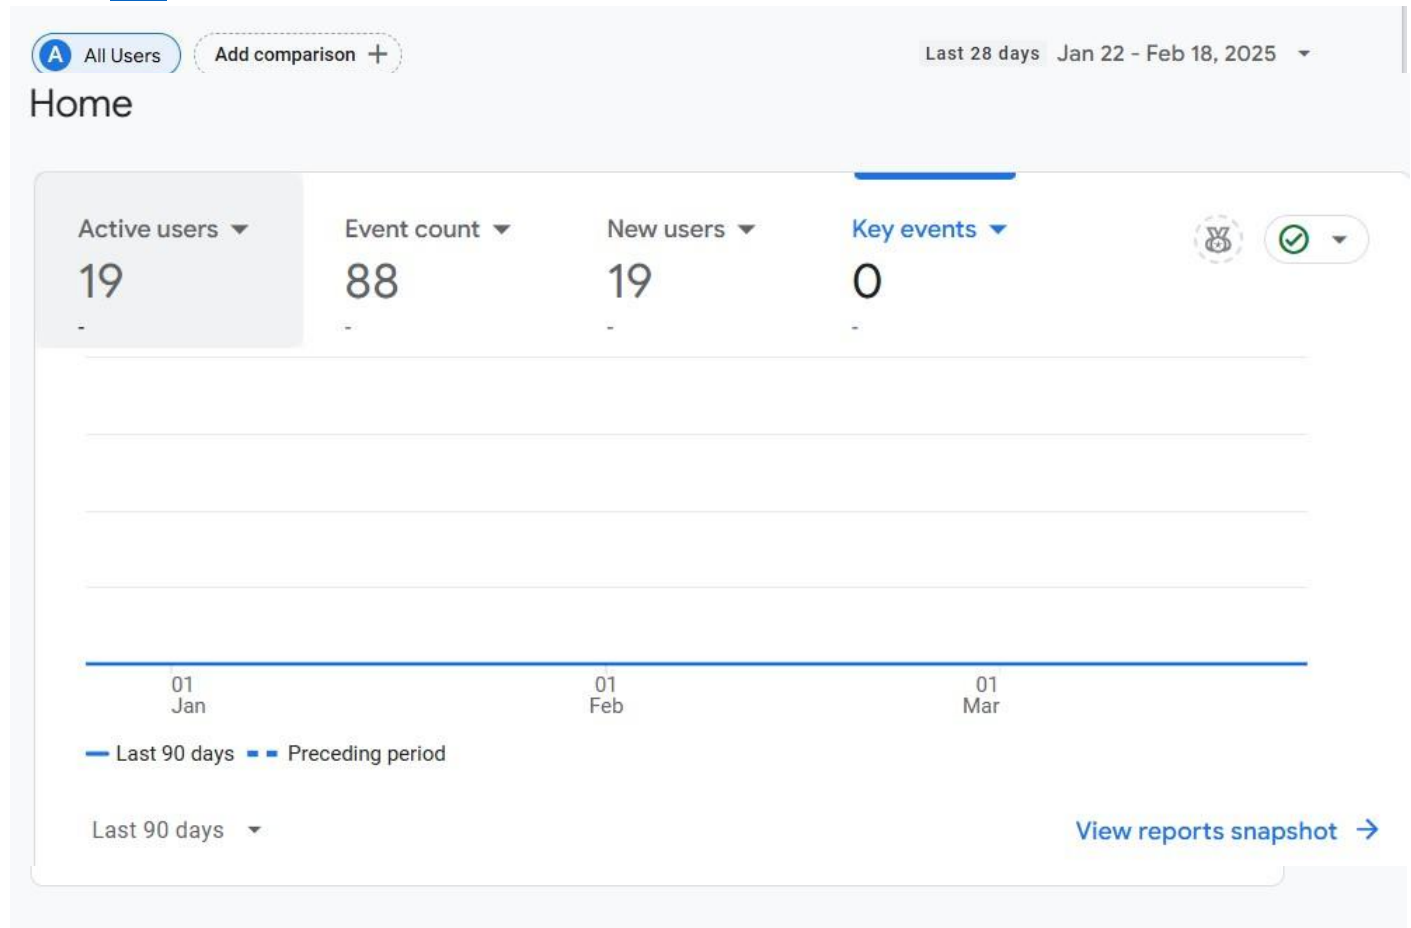 A All Users Add comparison + Last 28 days Jan 22 - Feb 18, 2025
Home
Active users Event count New users Key events
19 88 19 0
- - - -
01 01 01
Jan Feb Mar
Last 90 days Preceding period
Last 90 days View reports snapshot →